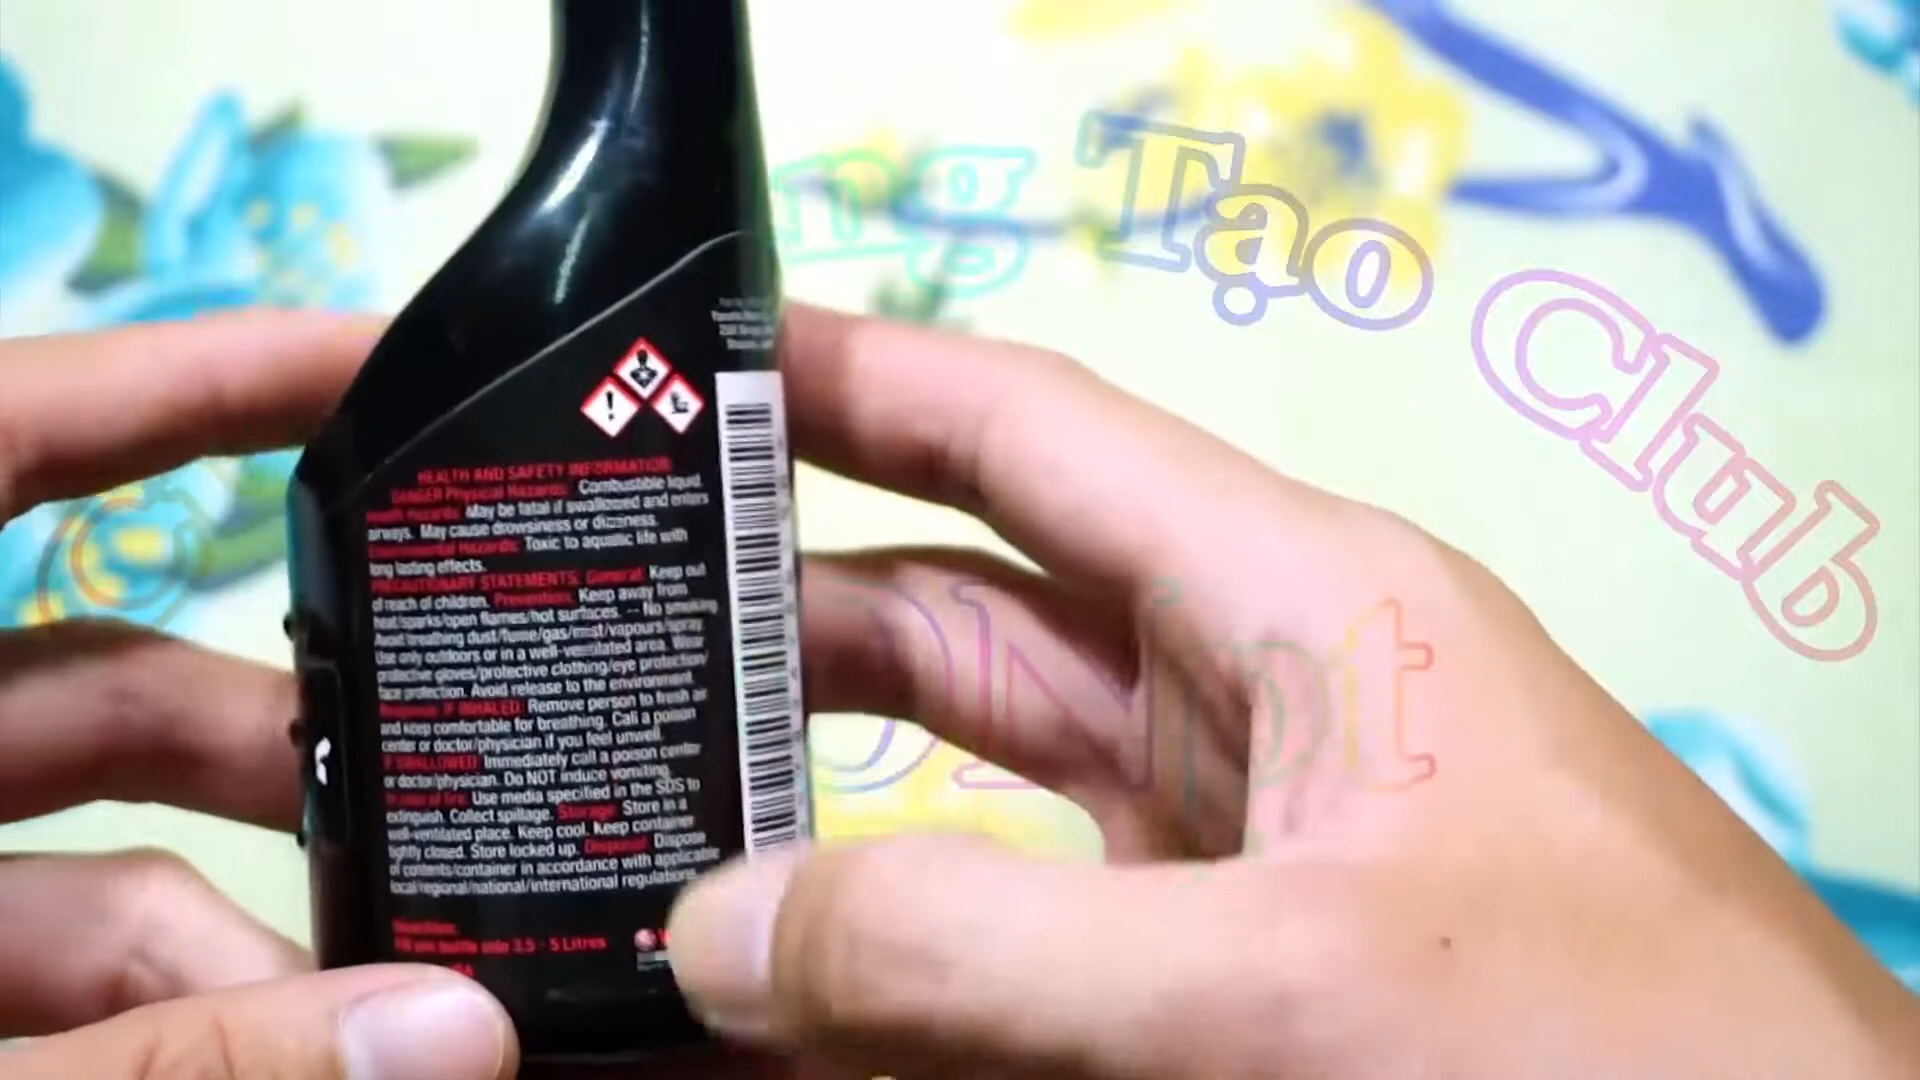 ng Tạo Club
ONpt
HEALTH AND SAFETY INFORMATION
DANGER Physical Hazards: Combustible liquid.
Health Hazards: May be fatal if swallowed and enters
airways. May cause drowsiness or dizziness.
Environmental Hazards: Toxic to aquatic life with
long lasting effects.
PRECAUTIONARY STATEMENTS: General: Keep out
of reach of children. Prevention: Keep away from
heat/sparks/open flames/hot surfaces. -- No smoking
Avoid breathing dust/fume/gas/mist/vapours/spray
Use only outdoors or in a well-ventilated area. Wear
protective gloves/protective clothing/eye protection/
face protection. Avoid release to the environment.
IF INHALED: Remove person to fresh air
and keep comfortable for breathing. Call a poison
center or doctor/physician if you feel unwell.
IF SWALLOWED: Immediately call a poison center
or doctor/physician. Do NOT induce vomiting.
In case of fire: Use media specified in the SDS to
extinguish. Collect spillage. Storage: Store in a
well-ventilated place. Keep cool. Keep container
tightly closed. Store locked up. Disposal: Dispose
of contents/container in accordance with applicable
local/regional/national/international regulations.
Directions:
Fill one bottle into 3.5 - 5 Litres